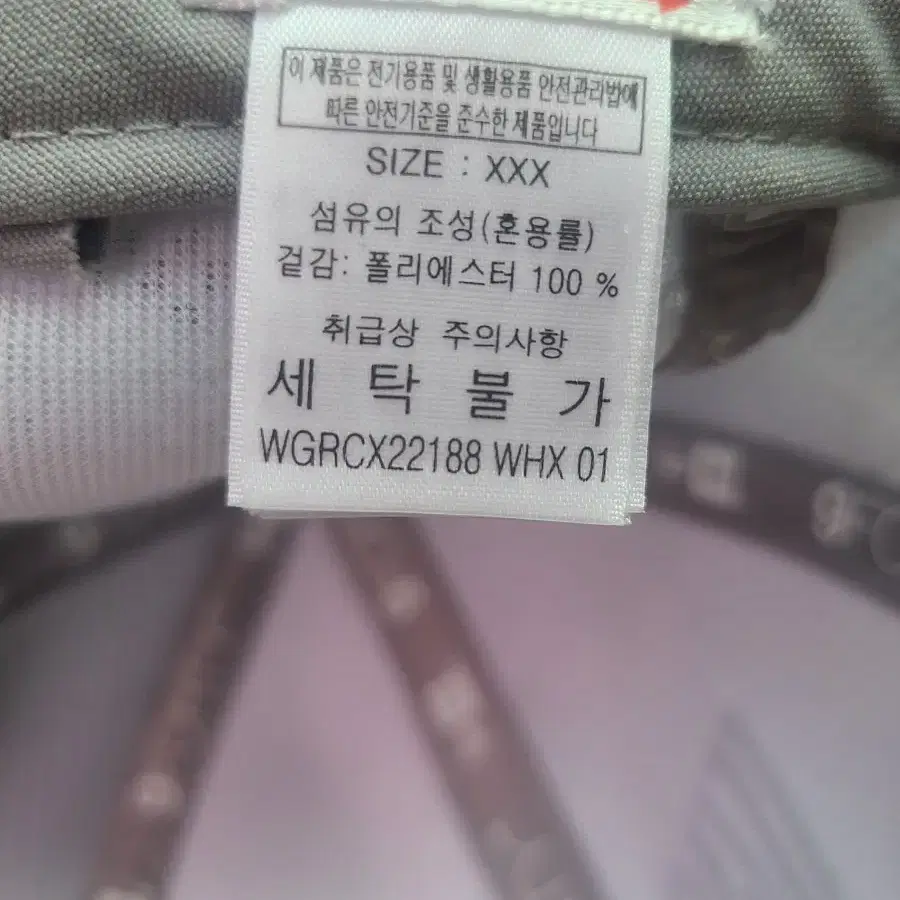 이 제품은 전기용품 및 생활용품 안전관리법에
따른 안전기준을 준수한 제품입니다
SIZE : XXX
섬유의 조성(혼용률)
겉감: 폴리에스터 100 %
취급상 주의사항
세 탁 불 가
WGRCX22188 WHX 01